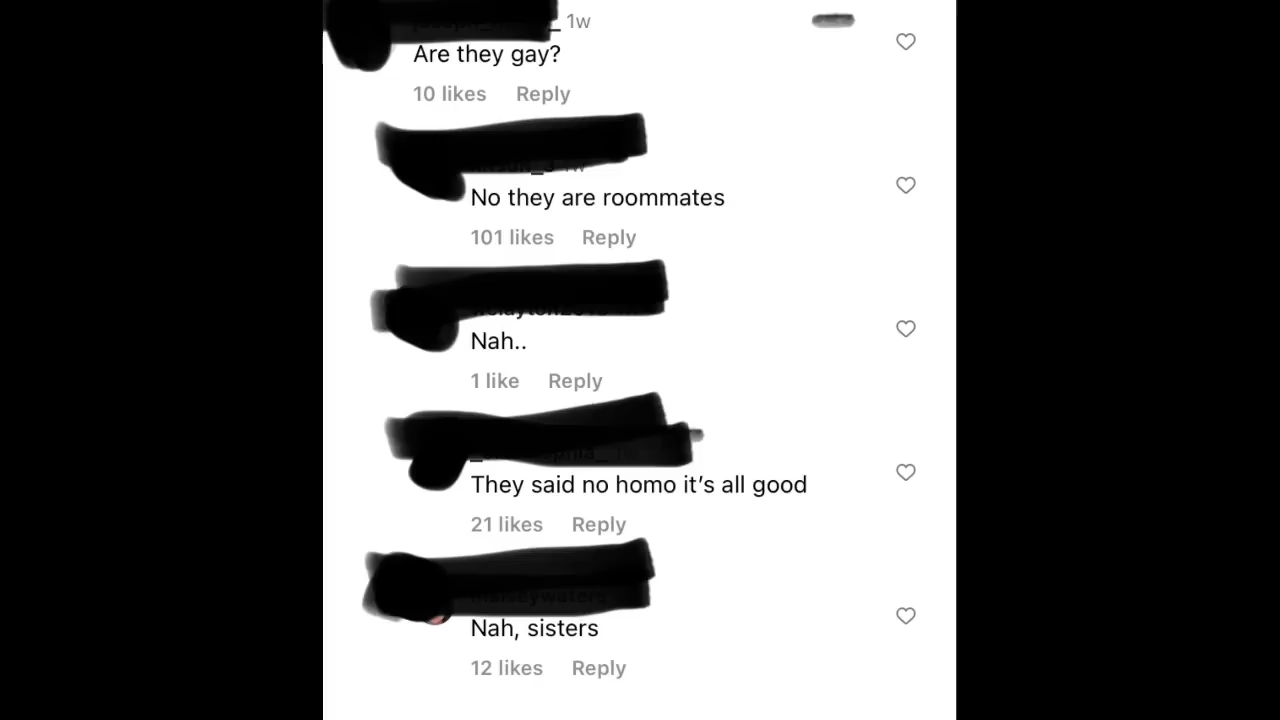 1w
Are they gay?
10 likes Reply
No they are roommates
101 likes Reply
Nah..
1 like Reply
They said no homo it’s all good
21 likes Reply
Nah, sisters
12 likes Reply